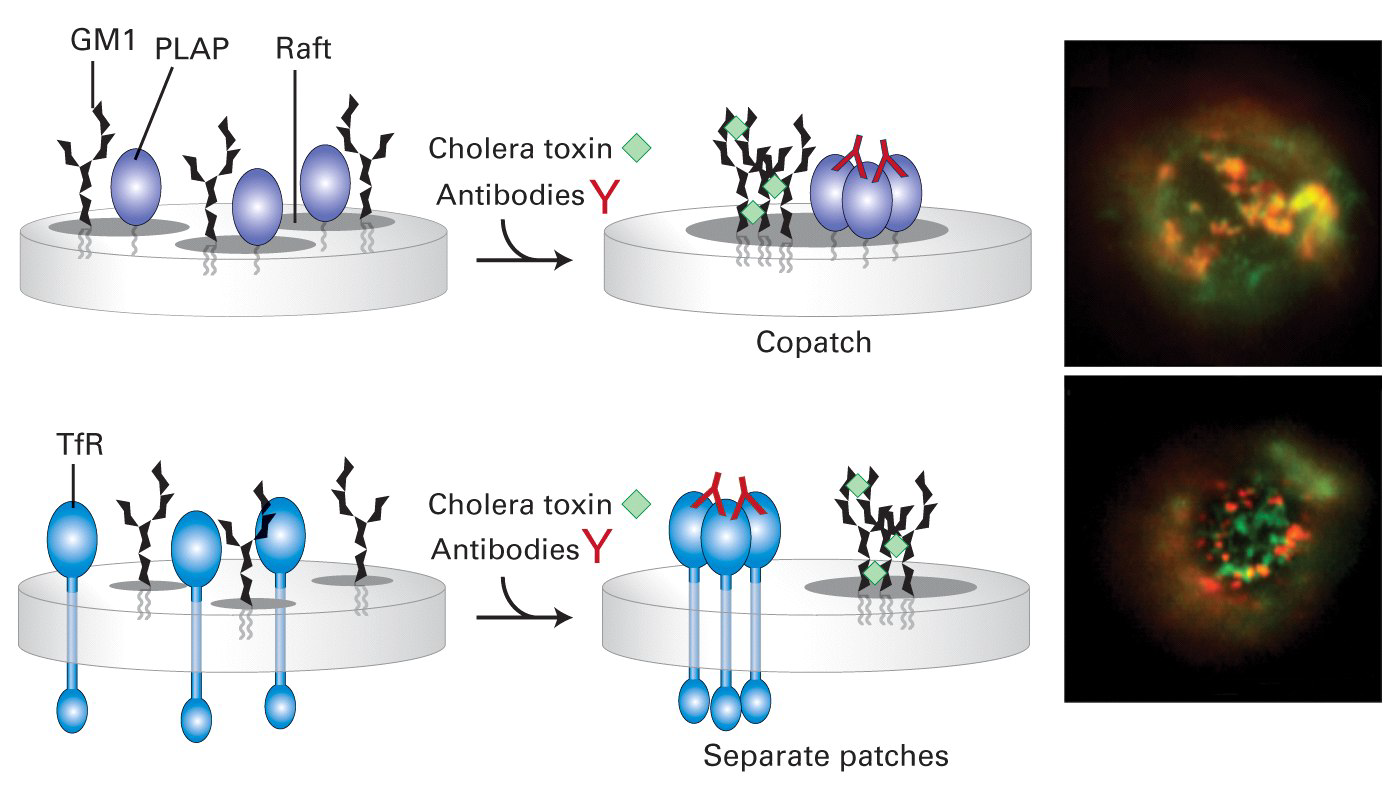 GM1
PLAP
Raft
Cholera toxin
Antibodies
Copatch
TfR
Cholera toxin
Antibodies
Separate patches